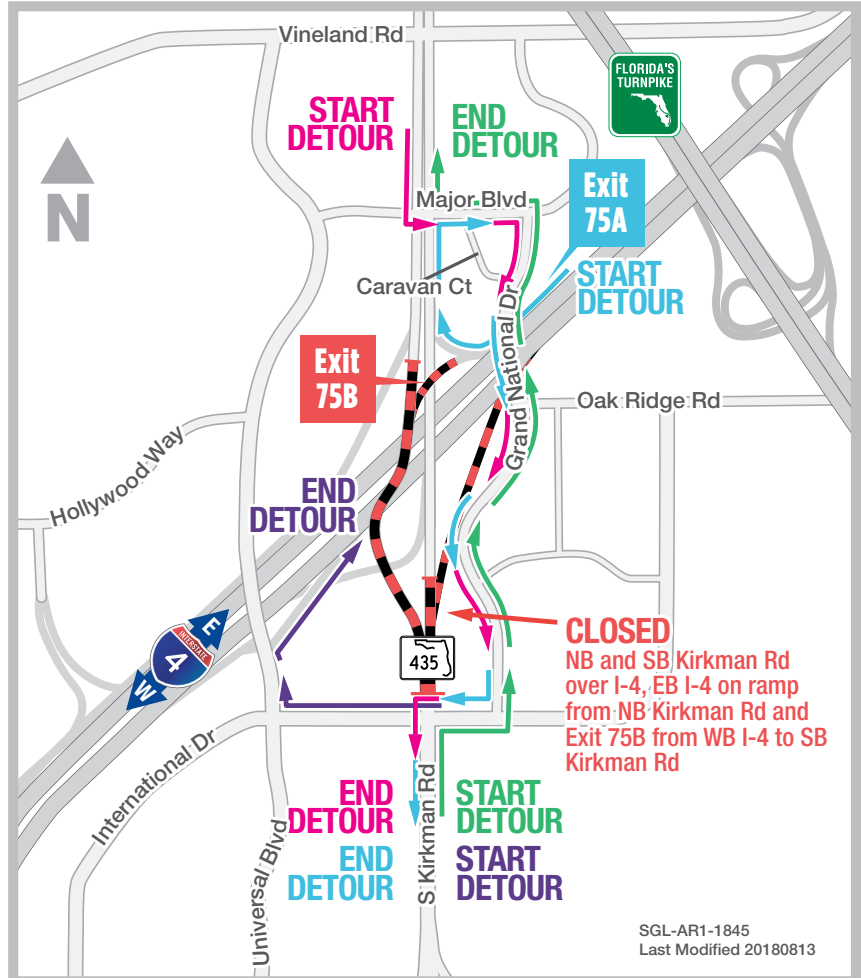 Vineland Rd
FLORIDA'S
TURNPIKE
START
DETOUR
END
DETOUR
N
Major Blvd
Exit
75A
START
DETOUR
Caravan Ct
Grand National Dr
Exit
75B
Oak Ridge Rd
Hollywood Way
END
DETOUR
E
INTERSTATE
4
W
435
CLOSED
NB and SB Kirkman Rd
over I-4, EB I-4 on ramp
from NB Kirkman Rd and
Exit 75B from WB I-4 to SB
Kirkman Rd
International Dr
Universal Blvd
S Kirkman Rd
END
DETOUR
START
DETOUR
END
DETOUR
START
DETOUR
SGL-AR1-1845
Last Modified 20180813